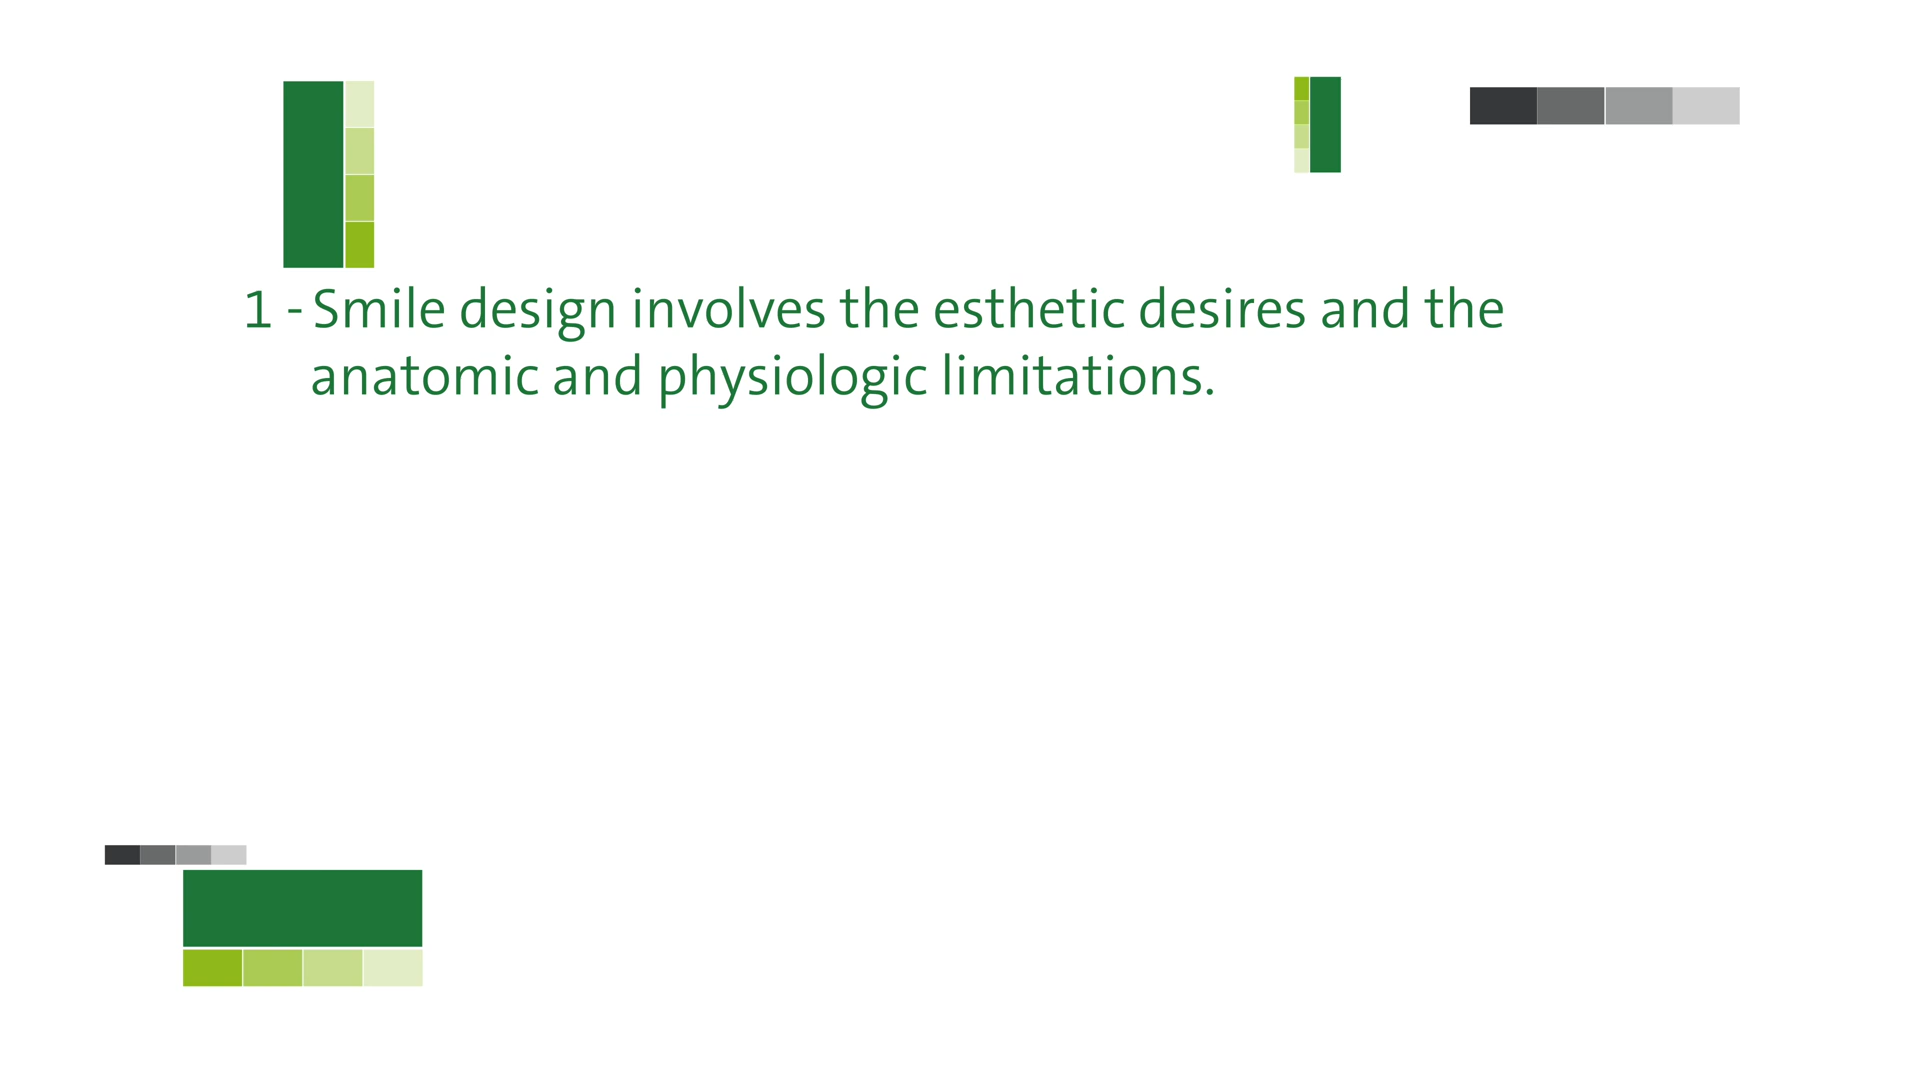 1 - Smile design involves the esthetic desires and the
anatomic and physiologic limitations.